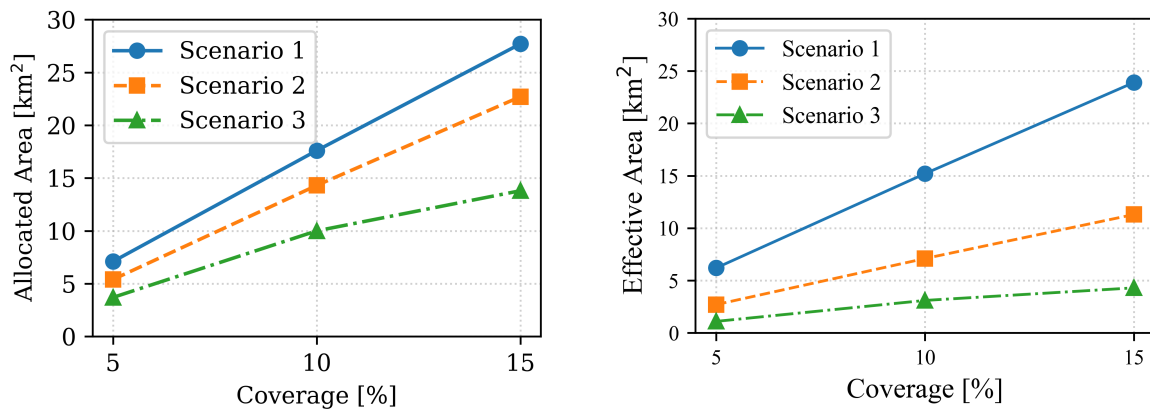 Allocated Area [km²]
30
25
20
15
10
5
0
Scenario 1
Scenario 2
Scenario 3
5 10 15
Coverage [%]
Effective Area [km²]
30
25
20
15
10
5
0
Scenario 1
Scenario 2
Scenario 3
5 10 15
Coverage [%]